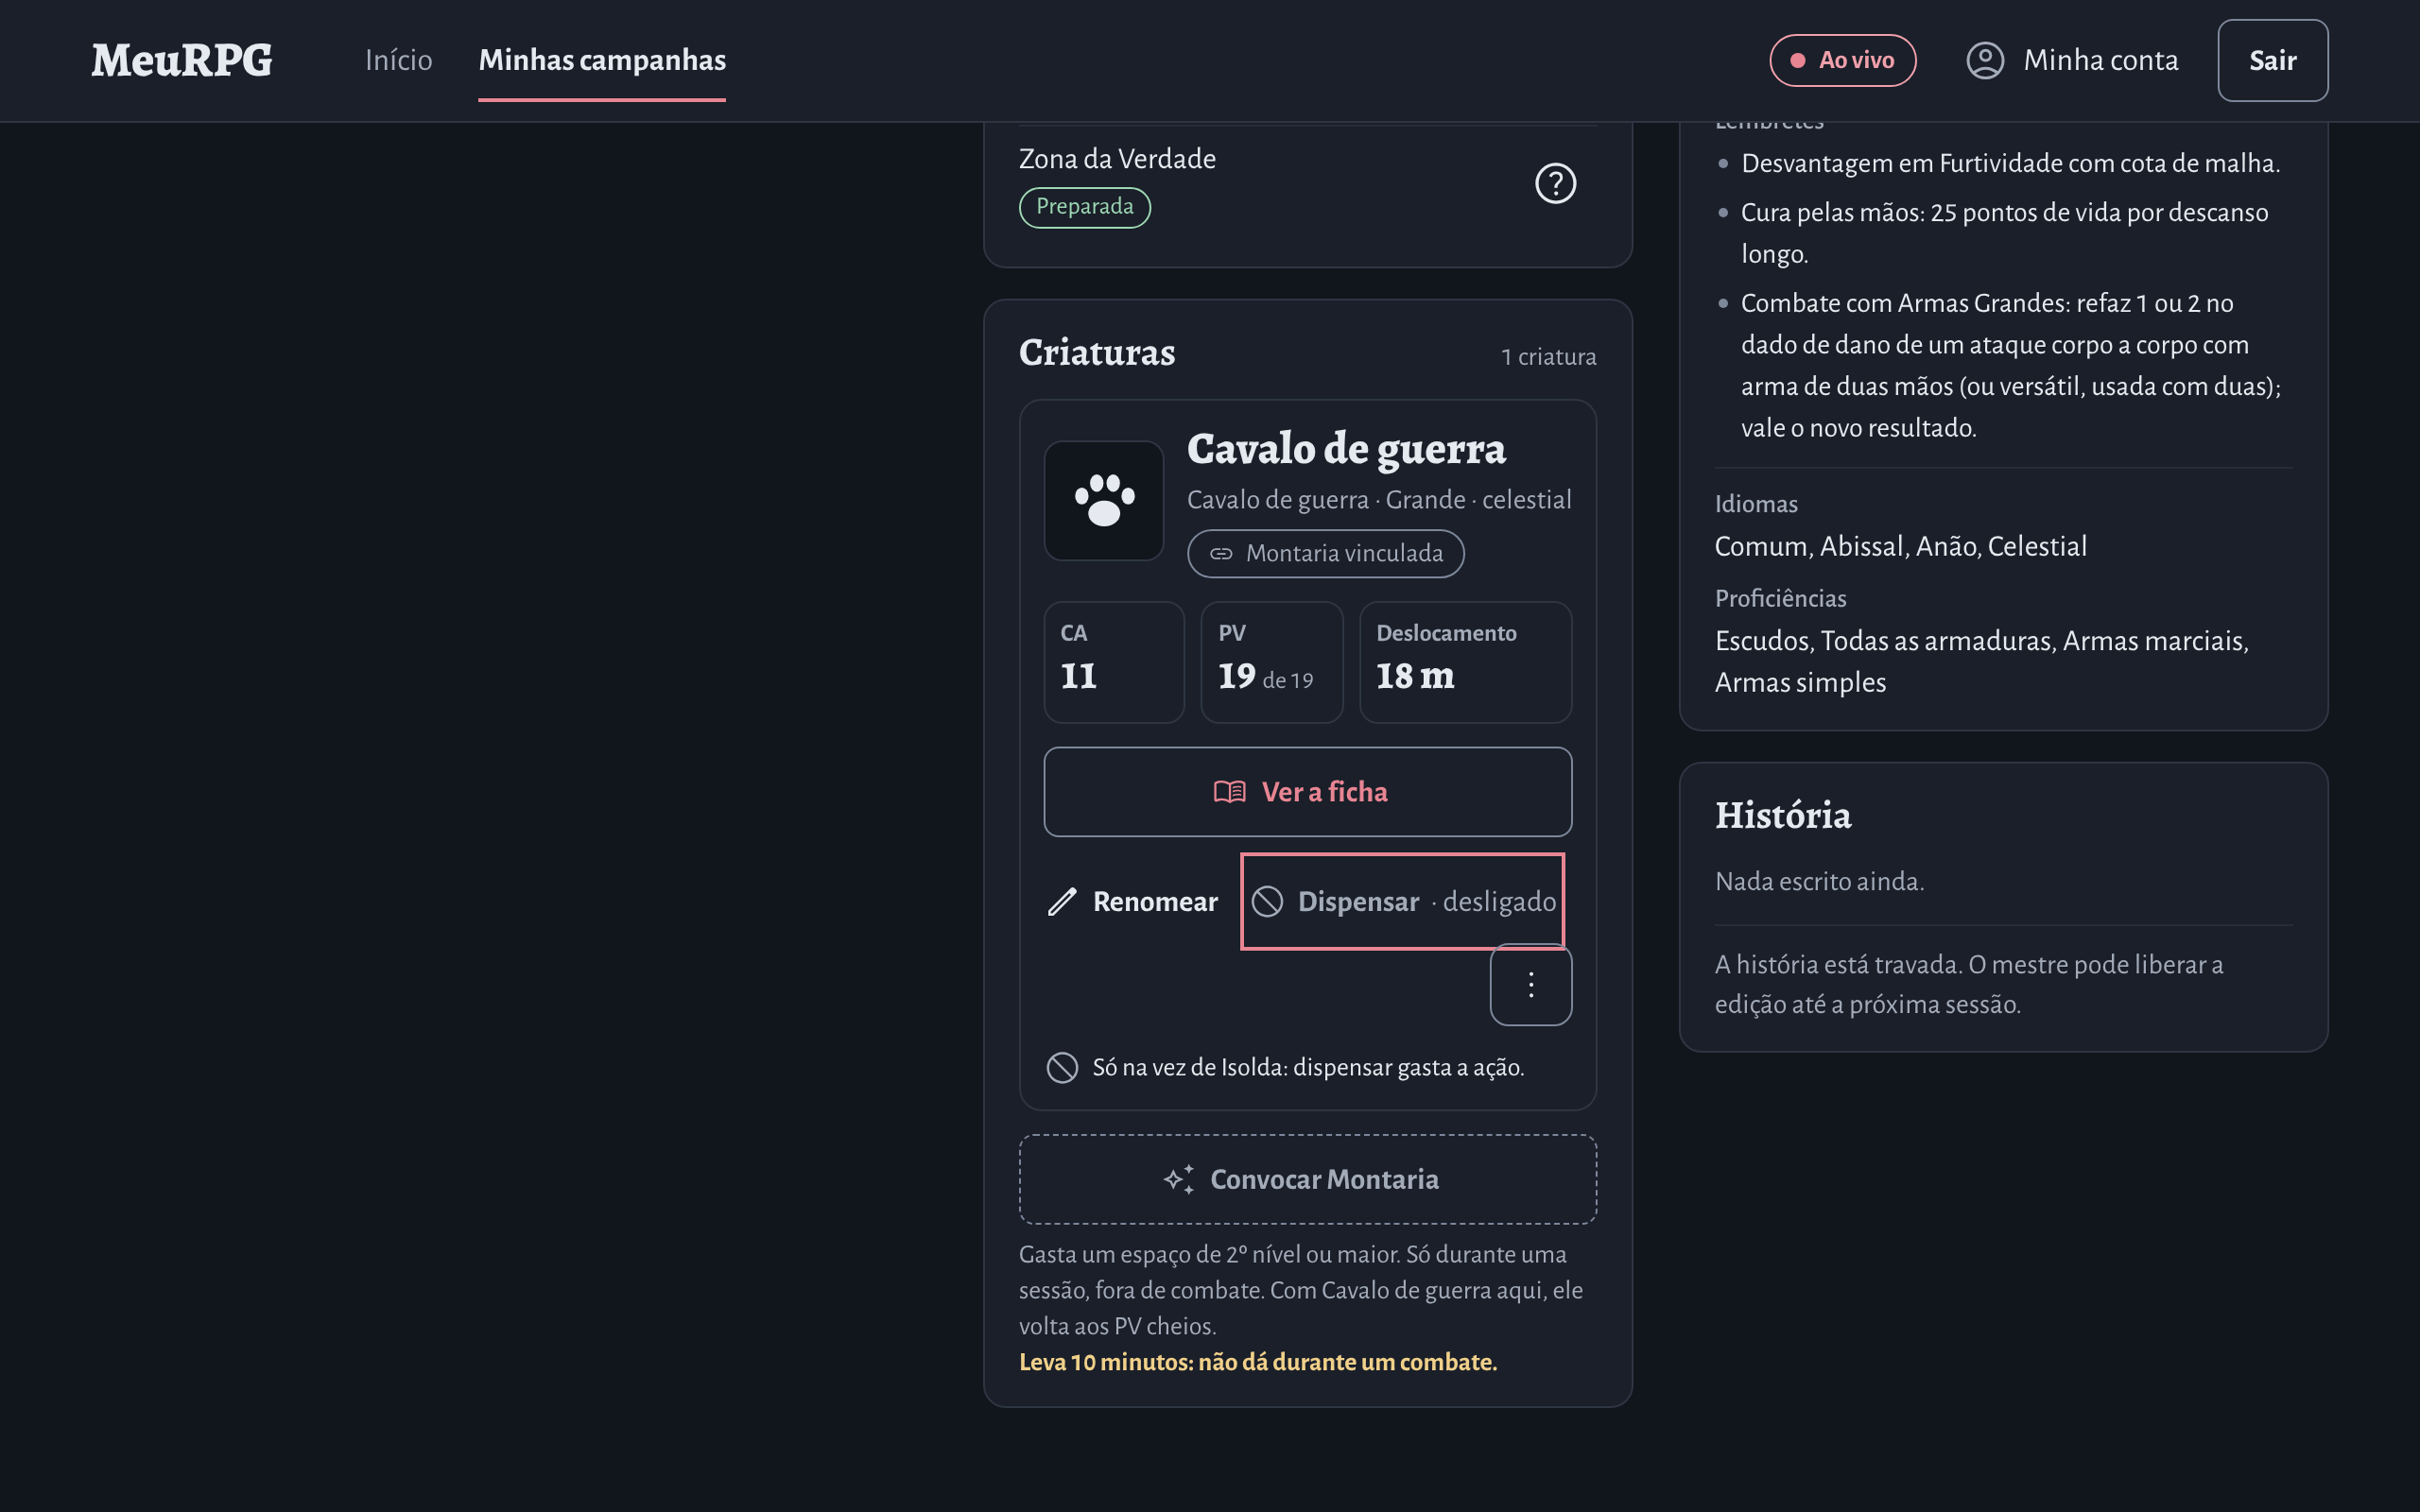 MeuRPG
Início
Minhas campanhas
Ao vivo
Minha conta
Sair
Zona da Verdade
Preparada
Criaturas
1 criatura
Cavalo de guerra
Cavalo de guerra · Grande · celestial
Montaria vinculada
CA
11
PV
19 de 19
Deslocamento
18 m
Ver a ficha
Renomear
Dispensar · desligado
Só na vez de Isolda: dispensar gasta a ação.
Convocar Montaria
Gasta um espaço de 2º nível ou maior. Só durante uma
sessão, fora de combate. Com Cavalo de guerra aqui, ele
volta aos PV cheios.
Leva 10 minutos: não dá durante um combate.
Lembretes
Desvantagem em Furtividade com cota de malha.
Cura pelas mãos: 25 pontos de vida por descanso
longo.
Combate com Armas Grandes: refaz 1 ou 2 no
dado de dano de um ataque corpo a corpo com
arma de duas mãos (ou versátil, usada com duas);
vale o novo resultado.
Idiomas
Comum, Abissal, Anão, Celestial
Proficiências
Escudos, Todas as armaduras, Armas marciais,
Armas simples
História
Nada escrito ainda.
A história está travada. O mestre pode liberar a
edição até a próxima sessão.